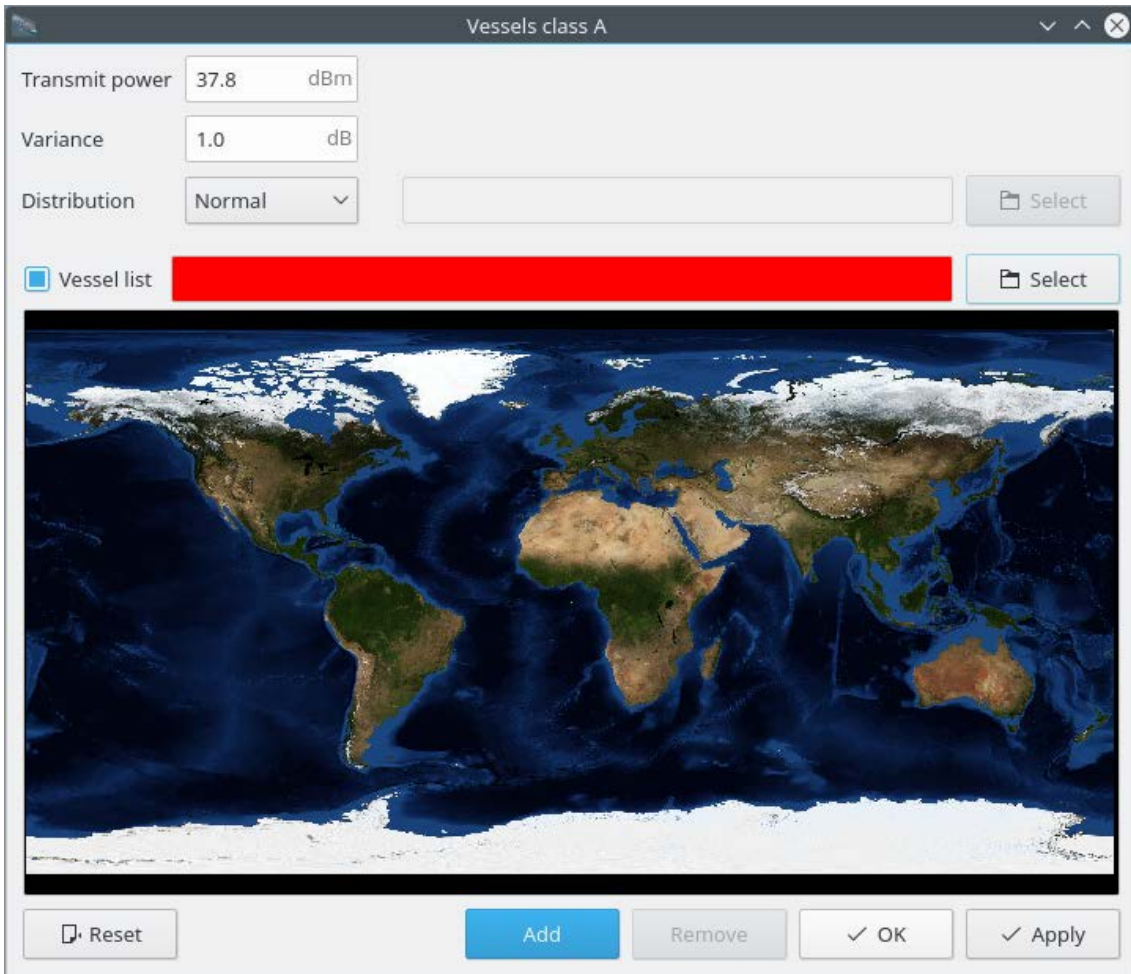 Vessels class A
Transmit power 37.8 dBm
Variance 1.0 dB
Distribution Normal Select
Vessel list Select
Reset Add Remove OK Apply